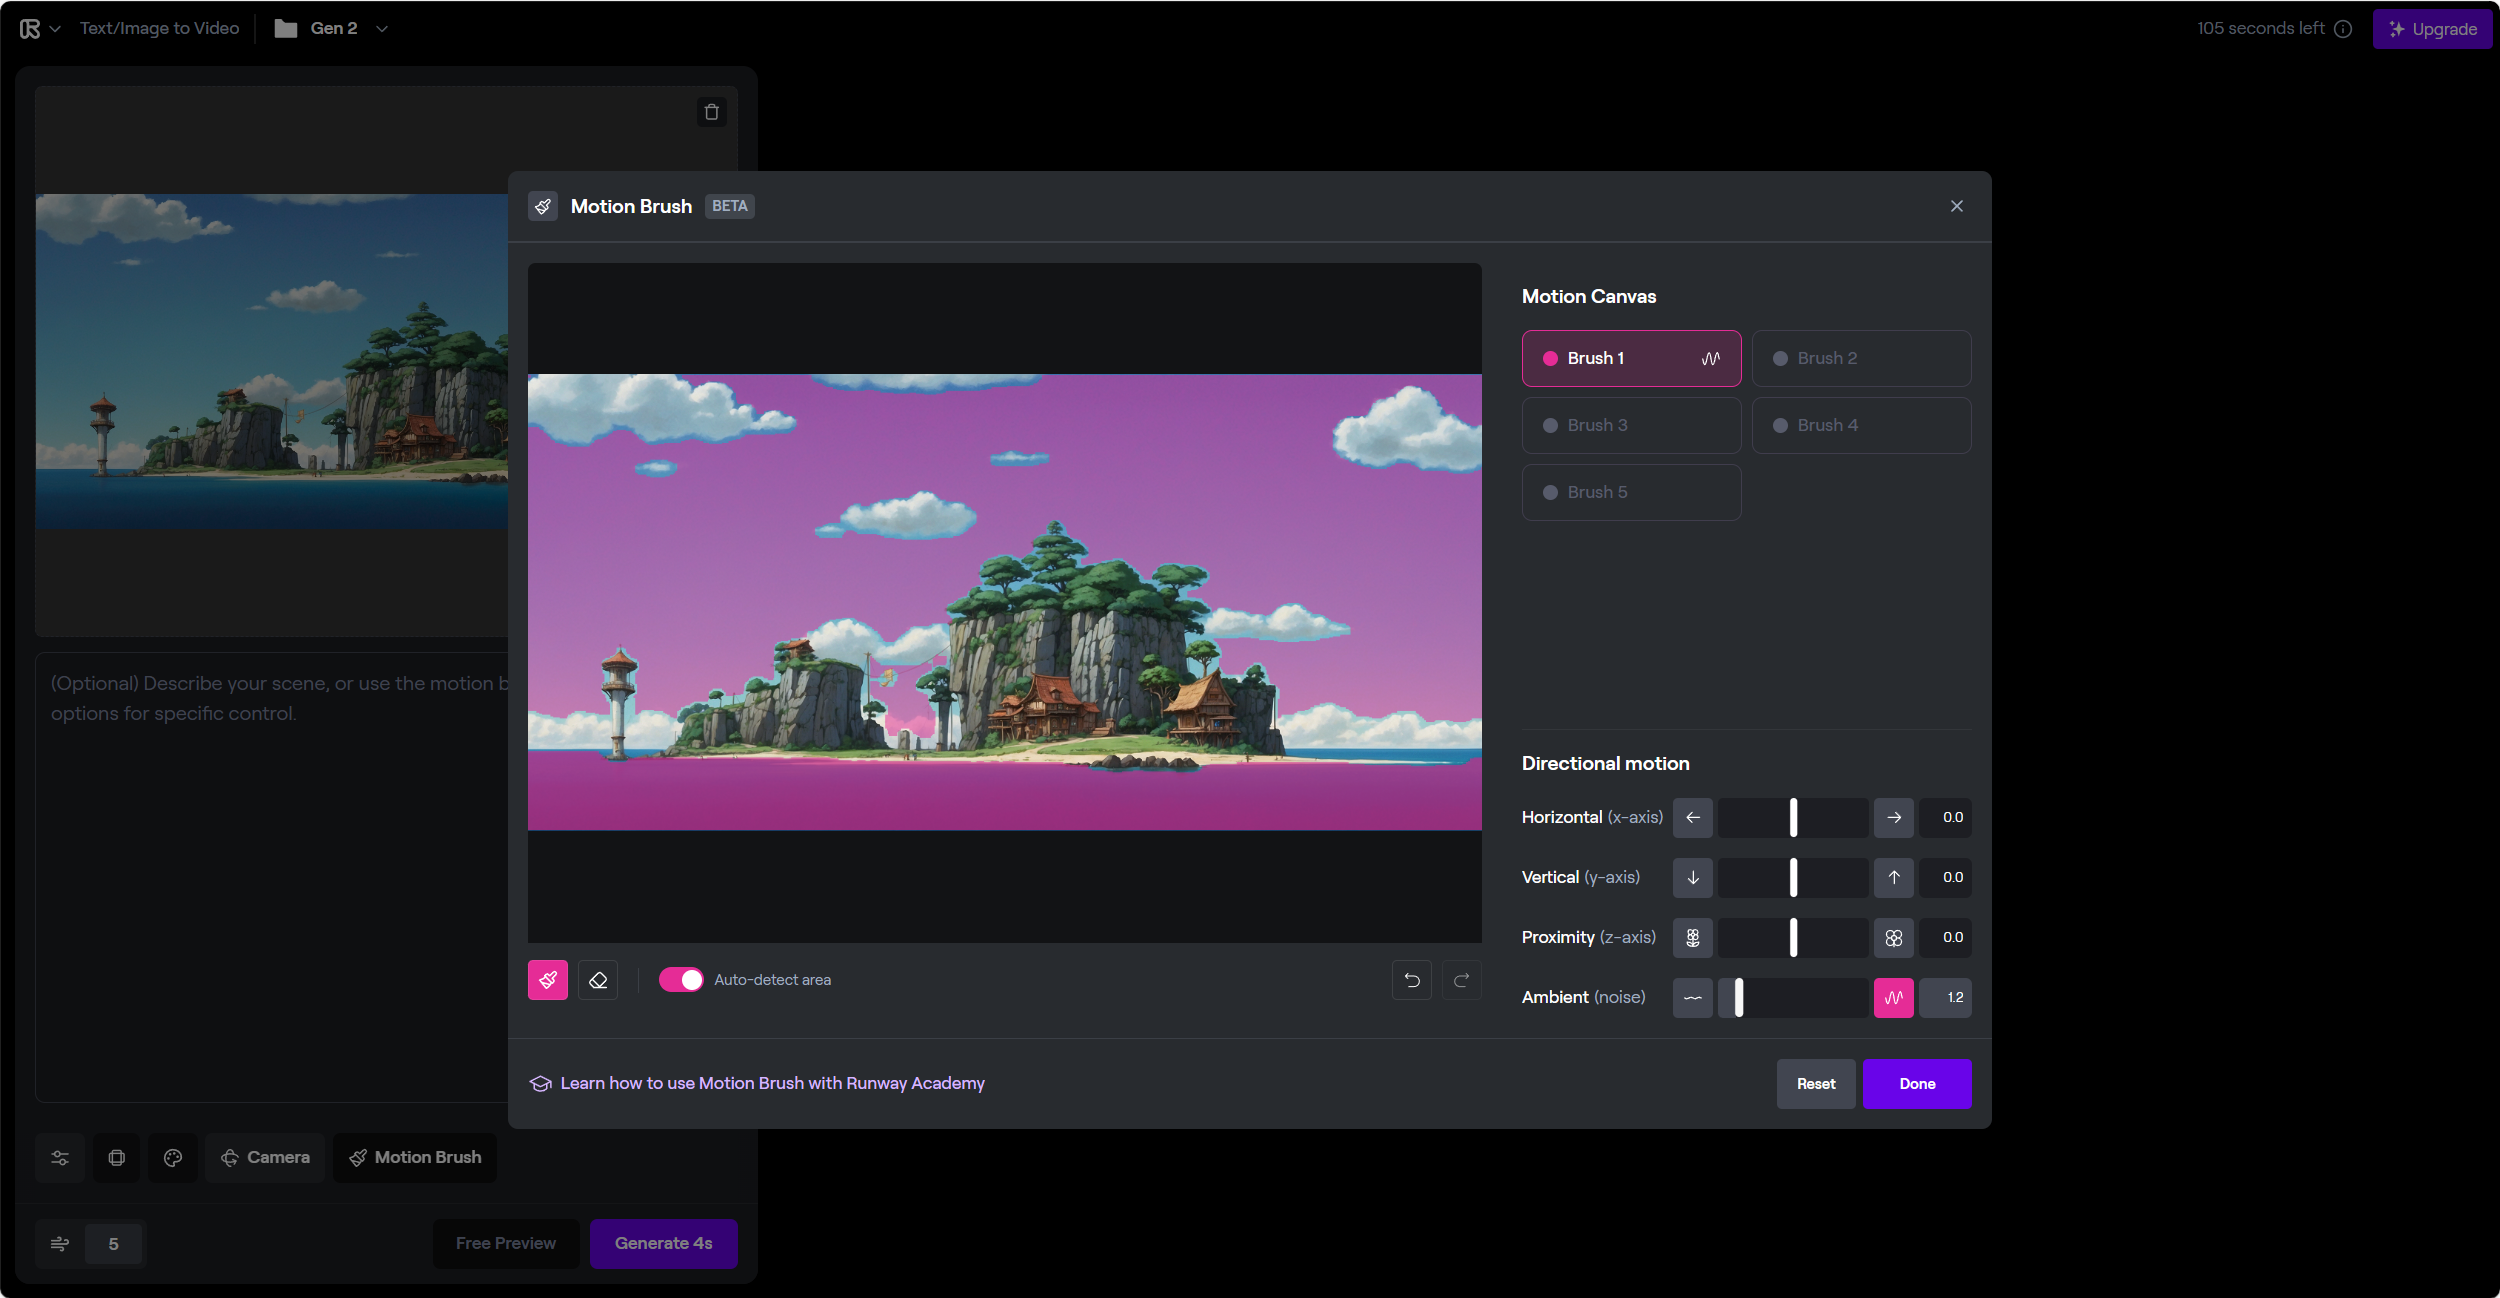 Text/Image to Video
Gen 2
105 seconds left
Upgrade
Motion Brush
BETA
Motion Canvas
Brush 1
Brush 2
Brush 3
Brush 4
Brush 5
(Optional) Describe your scene, or use the motion b
options for specific control.
Directional motion
Horizontal (x-axis)
0.0
Vertical (y-axis)
0.0
Proximity (z-axis)
0.0
Ambient (noise)
1.2
Auto-detect area
Learn how to use Motion Brush with Runway Academy
Reset
Done
Camera
Motion Brush
5
Free Preview
Generate 4s